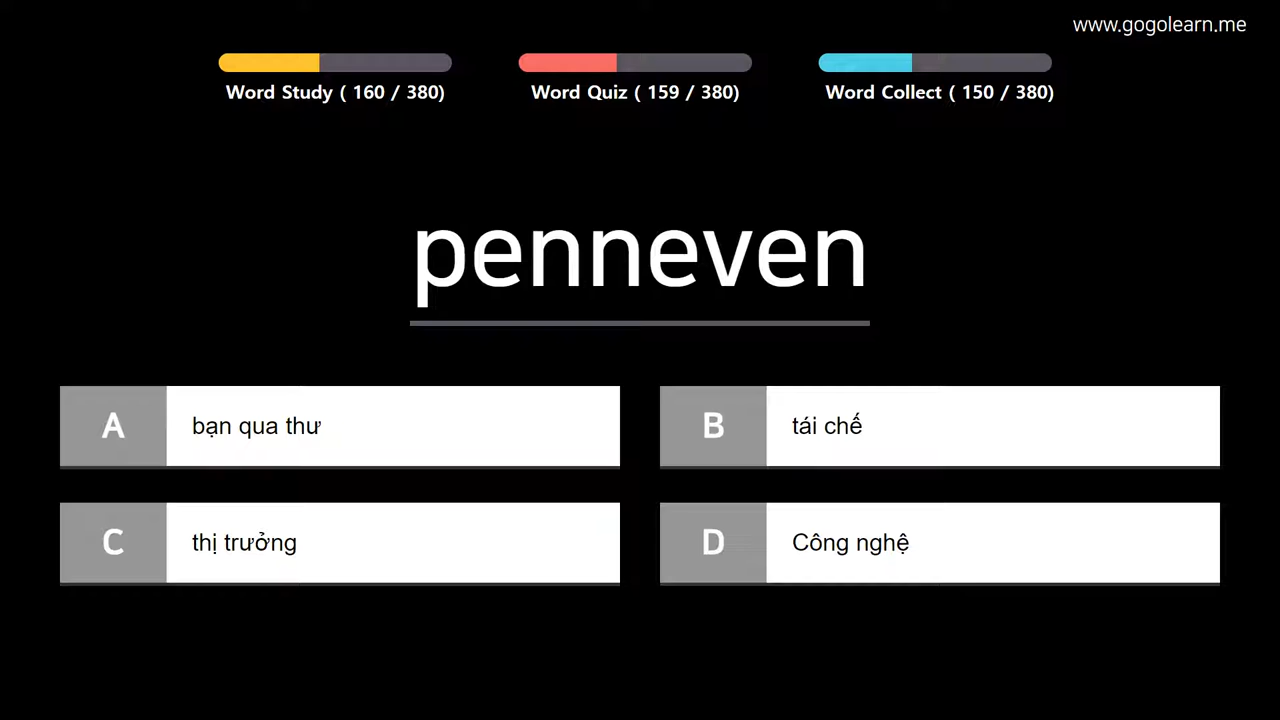 www.gogolearn.me
Word Study ( 160 / 380)
Word Quiz ( 159 / 380)
Word Collect ( 150 / 380)
penneven
A bạn qua thư
B tái chế
C thị trưởng
D Công nghệ